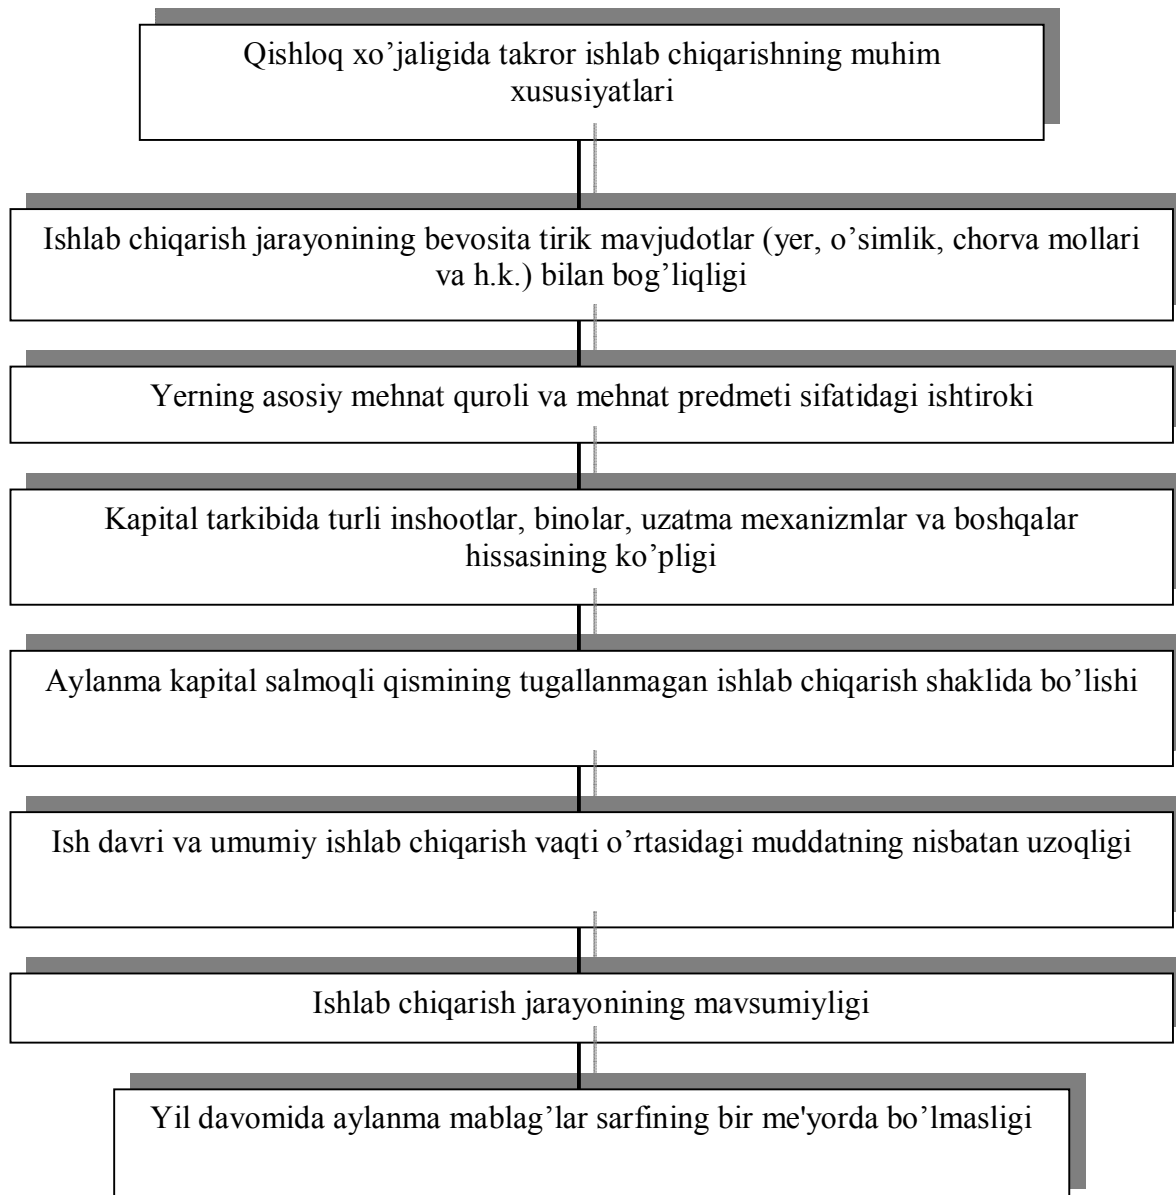 Qishloq xo’jaligida takror ishlab chiqarishning muhim
xususiyatlari
Ishlab chiqarish jarayonining bevosita tirik mavjudotlar (yer, o’simlik, chorva mollari
va h.k.) bilan bog’liqligi
Yerning asosiy mehnat quroli va mehnat predmeti sifatidagi ishtiroki
Kapital tarkibida turli inshootlar, binolar, uzatma mexanizmlar va boshqalar
hissasining ko’pligi
Aylanma kapital salmoqli qismining tugallanmagan ishlab chiqarish shaklida bo’lishi
Ish davri va umumiy ishlab chiqarish vaqti o’rtasidagi muddatning nisbatan uzoqligi
Ishlab chiqarish jarayonining mavsumiyligi
Yil davomida aylanma mablag’lar sarfining bir me'yorda bo’lmasligi